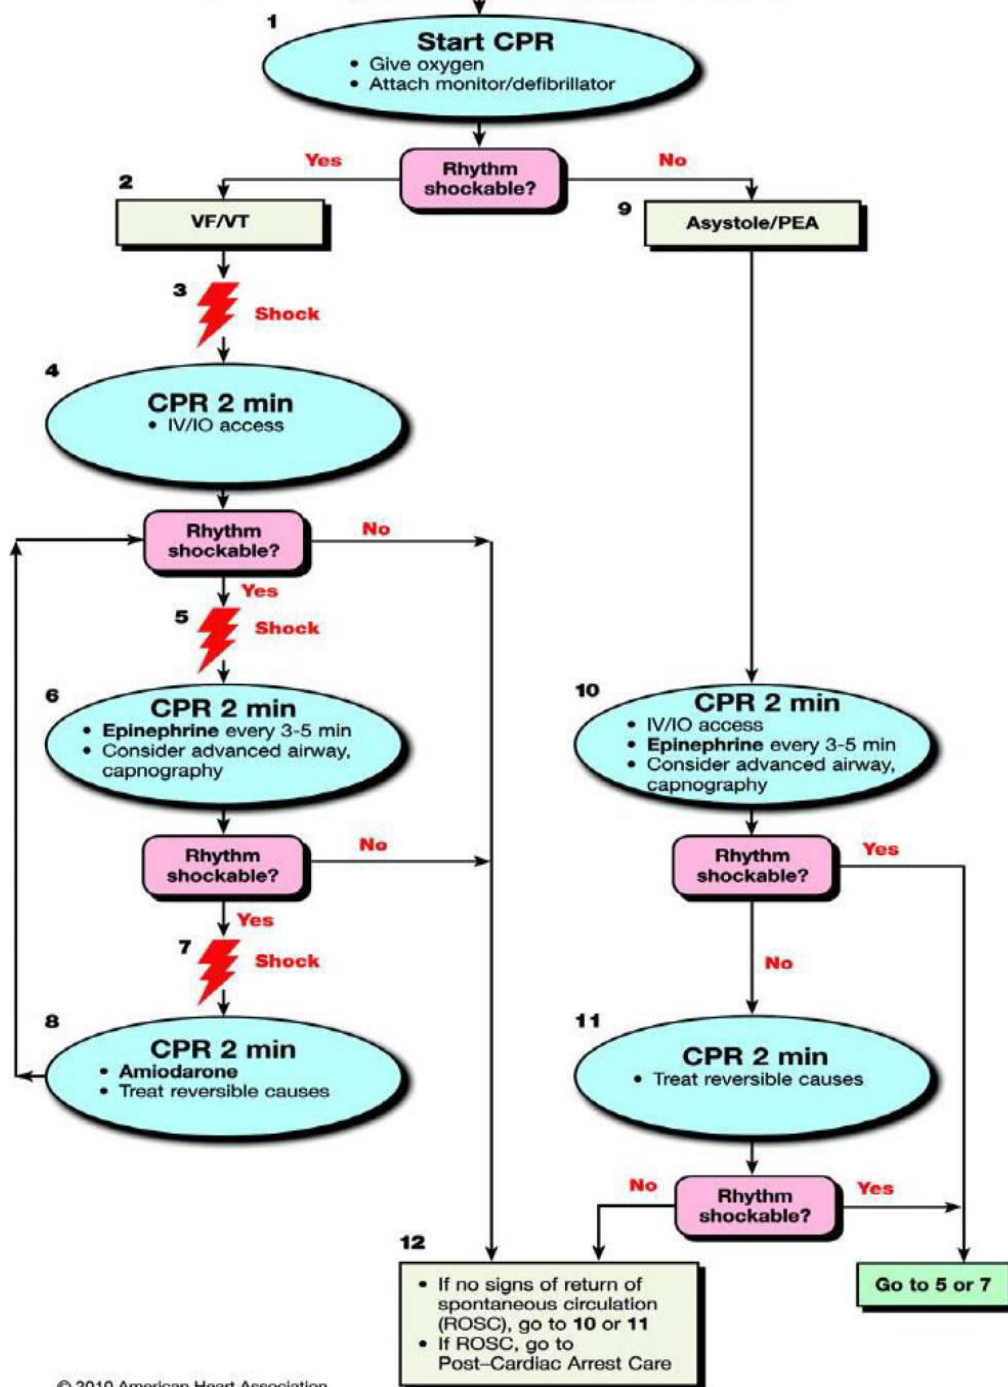 1
Start CPR
• Give oxygen
• Attach monitor/defibrillator
Rhythm
shockable?
Yes
No
2
VF/VT
9
Asystole/PEA
3
Shock
4
CPR 2 min
• IV/IO access
Rhythm
shockable?
No
Yes
5
Shock
6
CPR 2 min
• Epinephrine every 3-5 min
• Consider advanced airway,
capnography
10
CPR 2 min
• IV/IO access
• Epinephrine every 3-5 min
• Consider advanced airway,
capnography
Rhythm
shockable?
No
Yes
Rhythm
shockable?
Yes
No
7
Shock
8
CPR 2 min
• Amiodarone
• Treat reversible causes
11
CPR 2 min
• Treat reversible causes
Rhythm
shockable?
No
Yes
12
• If no signs of return of
spontaneous circulation
(ROSC), go to 10 or 11
• If ROSC, go to
Post–Cardiac Arrest Care
Go to 5 or 7
© 2010 American Heart Association